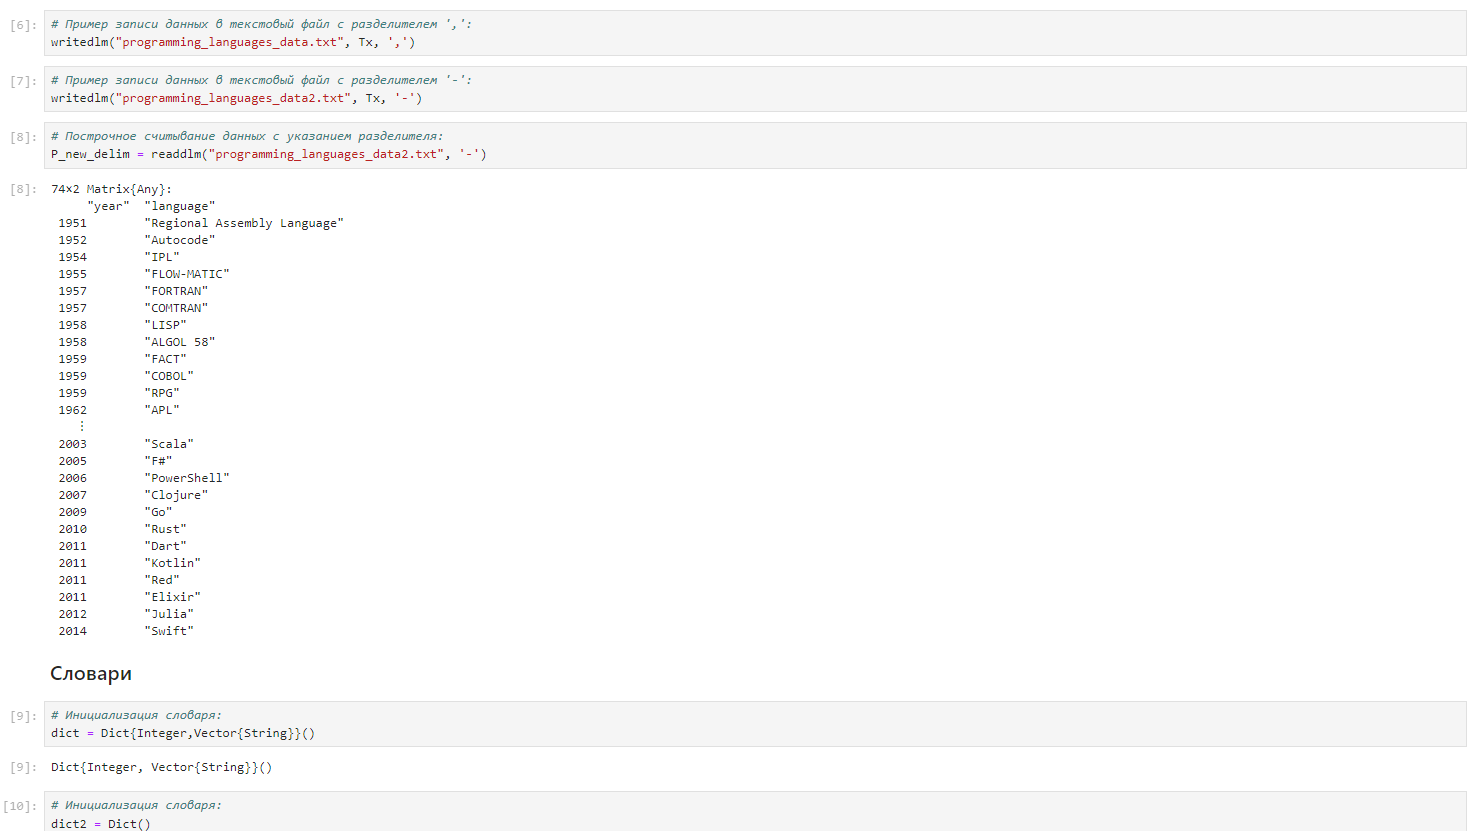 [6]: # Пример записи данных в текстовый файл с разделителем ',':
writedlm("programming_languages_data.txt", Tx, ',')
[7]: # Пример записи данных в текстовый файл с разделителем '-':
writedlm("programming_languages_data2.txt", Tx, '-')
[8]: # Построчное считывание данных с указанием разделителя:
P_new_delim = readdlm("programming_languages_data2.txt", '-')
[8]: 74×2 Matrix{Any}:
"year" "language"
1951 "Regional Assembly Language"
1952 "Autocode"
1954 "IPL"
1955 "FLOW-MATIC"
1957 "FORTRAN"
1957 "COMTRAN"
1958 "LISP"
1958 "ALGOL 58"
1959 "FACT"
1959 "COBOL"
1959 "RPG"
1962 "APL"
⋮
2003 "Scala"
2005 "F#"
2006 "PowerShell"
2007 "Clojure"
2009 "Go"
2010 "Rust"
2011 "Dart"
2011 "Kotlin"
2011 "Red"
2011 "Elixir"
2012 "Julia"
2014 "Swift"
Словари
[9]: # Инициализация словаря:
dict = Dict{Integer,Vector{String}}()
[9]: Dict{Integer, Vector{String}}()
[10]: # Инициализация словаря:
dict2 = Dict()